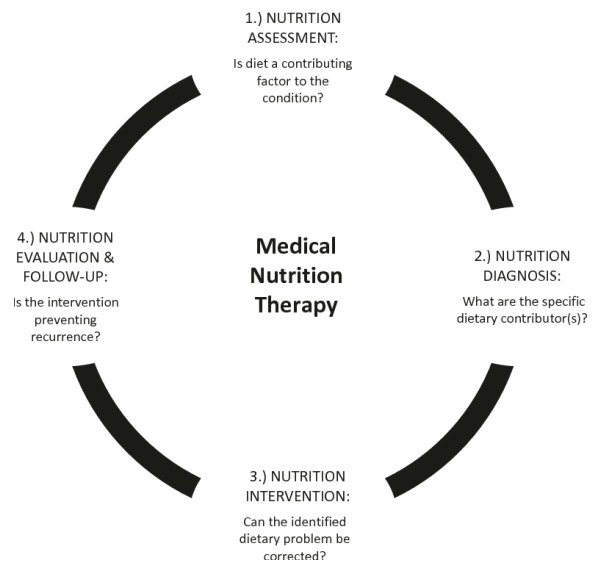 1.) NUTRITION
ASSESSMENT:
Is diet a contributing
factor to the
condition?
2.) NUTRITION
DIAGNOSIS:
What are the specific
dietary contributor(s)?
3.) NUTRITION
INTERVENTION:
Can the identified
dietary problem be
corrected?
4.) NUTRITION
EVALUATION &
FOLLOW-UP:
Is the intervention
preventing
recurrence?
Medical
Nutrition
Therapy